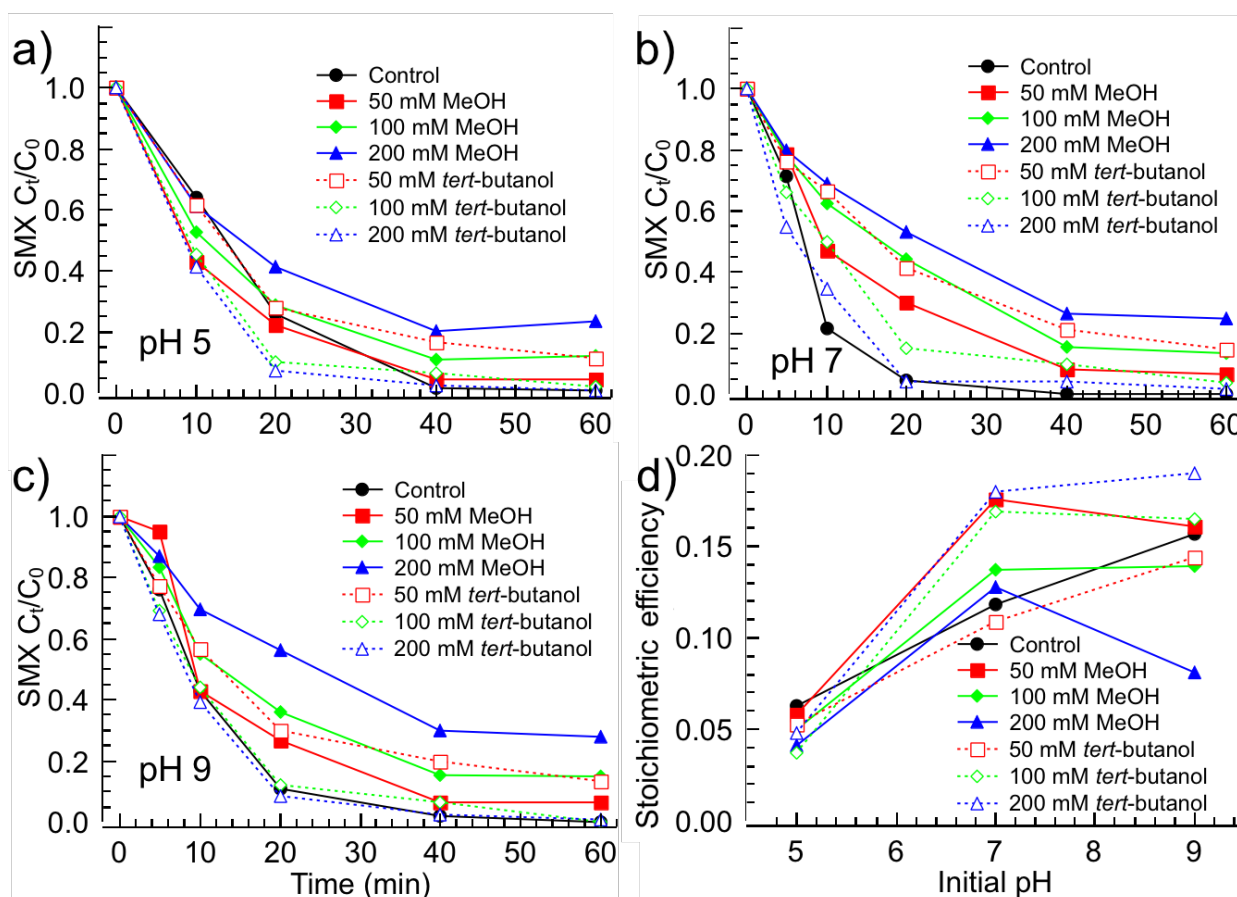 a)
SMX Ct/C0
1.0
0.8
0.6
0.4
0.2
0.0
Control
50 mM MeOH
100 mM MeOH
200 mM MeOH
50 mM tert-butanol
100 mM tert-butanol
200 mM tert-butanol
pH 5
0 10 20 30 40 50 60
b)
SMX Ct/C0
1.0
0.8
0.6
0.4
0.2
0.0
Control
50 mM MeOH
100 mM MeOH
200 mM MeOH
50 mM tert-butanol
100 mM tert-butanol
200 mM tert-butanol
pH 7
0 10 20 30 40 50 60
c)
SMX Ct/C0
1.0
0.8
0.6
0.4
0.2
0.0
Control
50 mM MeOH
100 mM MeOH
200 mM MeOH
50 mM tert-butanol
100 mM tert-butanol
200 mM tert-butanol
pH 9
0 10 20 30 40 50 60
Time (min)
d)
Stoichiometric efficiency
0.20
0.15
0.10
0.05
0.00
Control
50 mM MeOH
100 mM MeOH
200 mM MeOH
50 mM tert-butanol
100 mM tert-butanol
200 mM tert-butanol
5 6 7 8 9
Initial pH